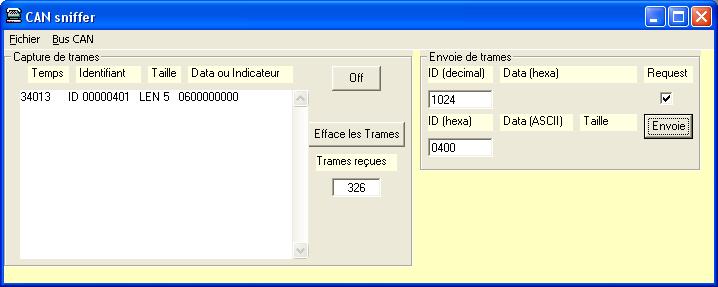 CAN sniffer
Fichier Bus CAN
Capture de trames
Temps Identifiant Taille Data ou Indicateur
34013 ID 00000401 LEN 5 0600000000
Off
Efface les Trames
Trames reçues
326
Envoie de trames
ID (decimal) Data (hexa) Request
1024
ID (hexa) Data (ASCII) Taille Envoie
0400